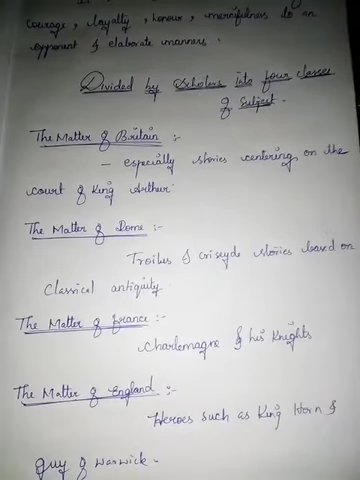 courage, loyalty, honour, mercifulness to an
opponent & elaborate manners.
Divided by Scholars into four classes
of Subject.
The Matter of Britain :-
- especially stories centering on the
court of King Arthur.
The Matter of Rome :-
Troilus & criseyde stories based on
Classical antiquity.
The Matter of France :-
Charlemagne & his Knights
The Matter of England :-
Heroes such as King Horn &
guy of warwick.